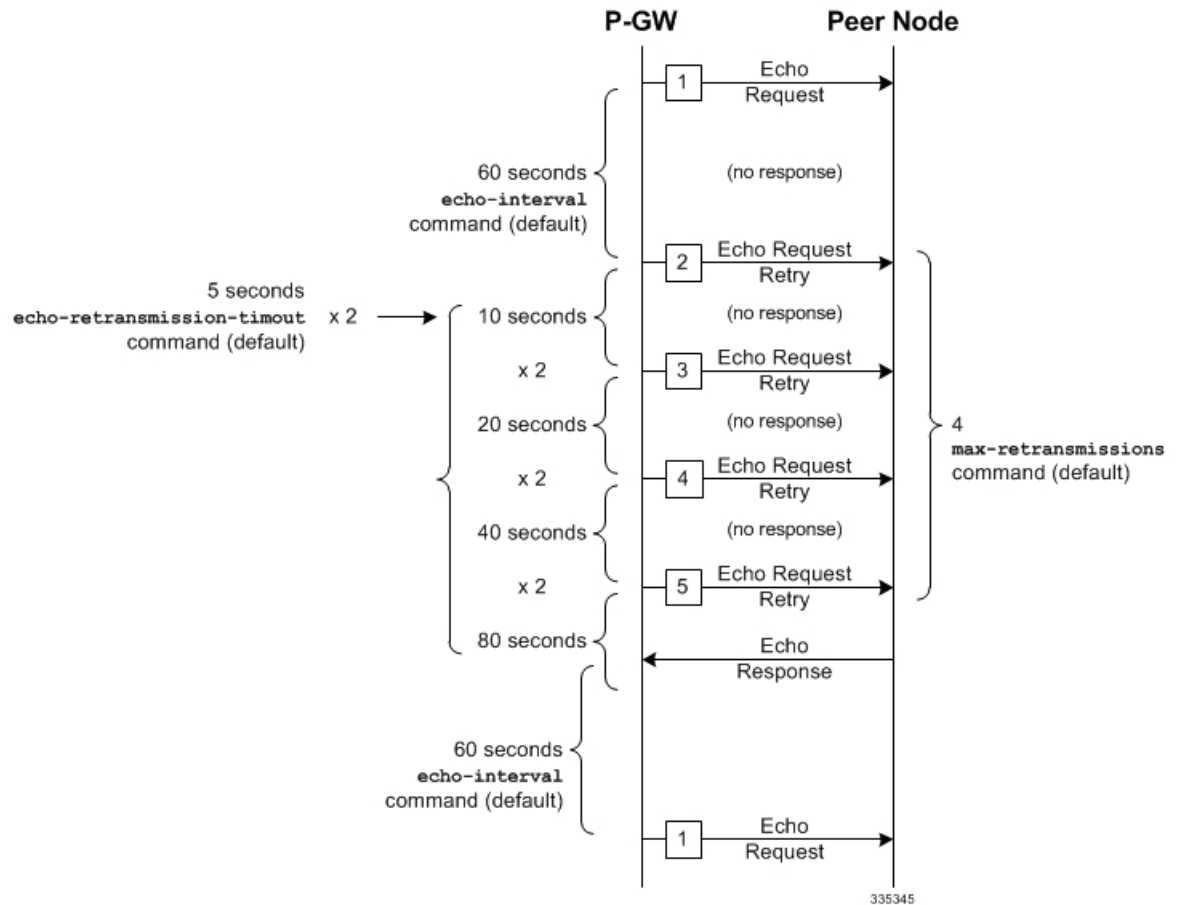 P-GW
Peer Node
1
Echo
Request
60 seconds
echo-interval
command (default)
(no response)
2
Echo Request
Retry
5 seconds
echo-retransmission-timout
command (default)
x 2
10 seconds
(no response)
x 2
3
Echo Request
Retry
20 seconds
(no response)
4
max-retransmissions
command (default)
x 2
4
Echo Request
Retry
40 seconds
(no response)
x 2
5
Echo Request
Retry
80 seconds
Echo
Response
60 seconds
echo-interval
command (default)
1
Echo
Request
335345